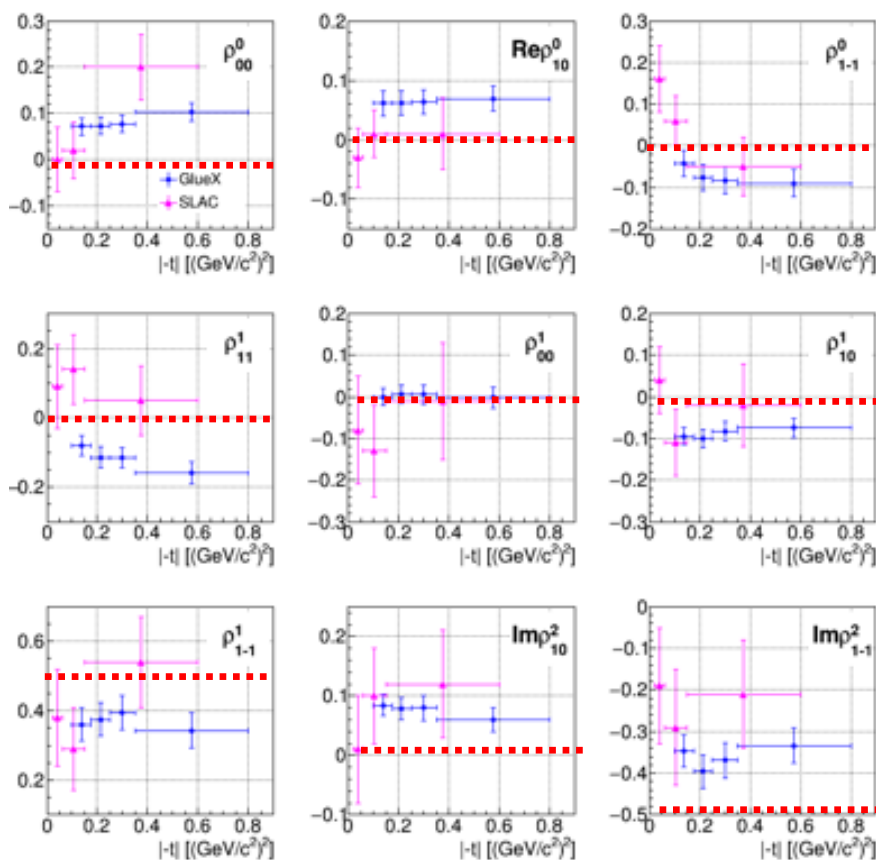 0.3
0.2
0.1
0
−0.1
ρ⁰₀₀
GlueX
SLAC
0 0.2 0.4 0.6 0.8
|-t| [(GeV/c²)²]
0.2
0.1
0
−0.1
Reρ⁰₁₀
0 0.2 0.4 0.6 0.8
|-t| [(GeV/c²)²]
0.3
0.2
0.1
0
−0.1
−0.2
ρ⁰₁₋₁
0 0.2 0.4 0.6 0.8
|-t| [(GeV/c²)²]
0.2
0
−0.2
ρ¹₁₁
0 0.2 0.4 0.6 0.8
|-t| [(GeV/c²)²]
0.2
0.1
0
−0.1
−0.2
−0.3
ρ¹₀₀
0 0.2 0.4 0.6 0.8
|-t| [(GeV/c²)²]
0.2
0.1
0
−0.1
−0.2
−0.3
ρ¹₁₀
0 0.2 0.4 0.6 0.8
|-t| [(GeV/c²)²]
0.6
0.4
0.2
ρ¹₁₋₁
0 0.2 0.4 0.6 0.8
|-t| [(GeV/c²)²]
0.2
0.1
0
−0.1
Imρ²₁₀
0 0.2 0.4 0.6 0.8
|-t| [(GeV/c²)²]
0
−0.1
−0.2
−0.3
−0.4
−0.5
Imρ²₁₋₁
0 0.2 0.4 0.6 0.8
|-t| [(GeV/c²)²]